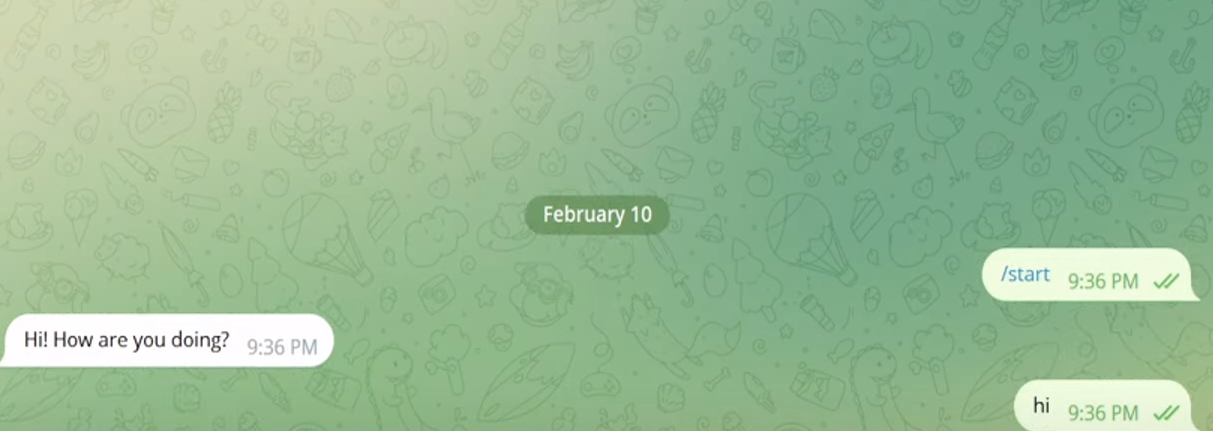 February 10
/start 9:36 PM
Hi! How are you doing? 9:36 PM
hi 9:36 PM